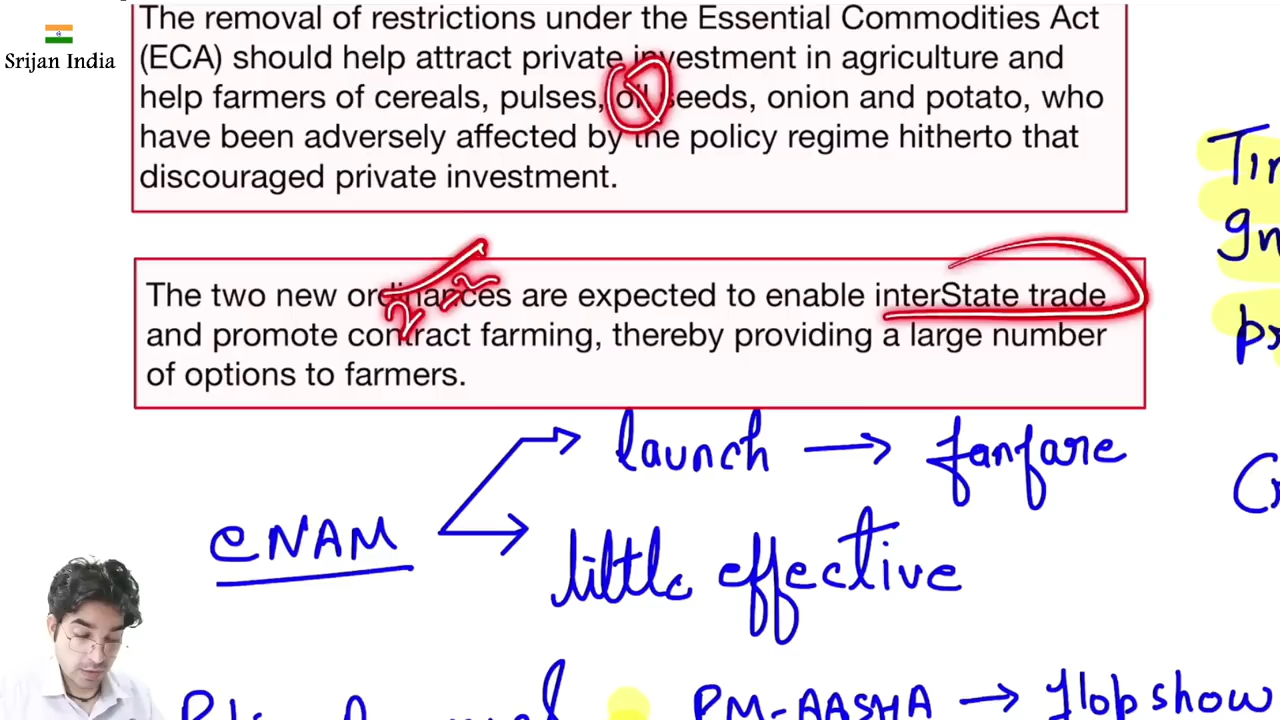 The removal of restrictions under the Essential Commodities Act
Srijan India
(ECA) should help attract private investment in agriculture and
help farmers of cereals, pulses, oil seeds, onion and potato, who
have been adversely affected by the policy regime hitherto that
discouraged private investment.
The two new ordinances are expected to enable interState trade
2
and promote contract farming, thereby providing a large number
of options to farmers.
launch → fanfare
eNAM
little effective
PM-AASHA → flop show